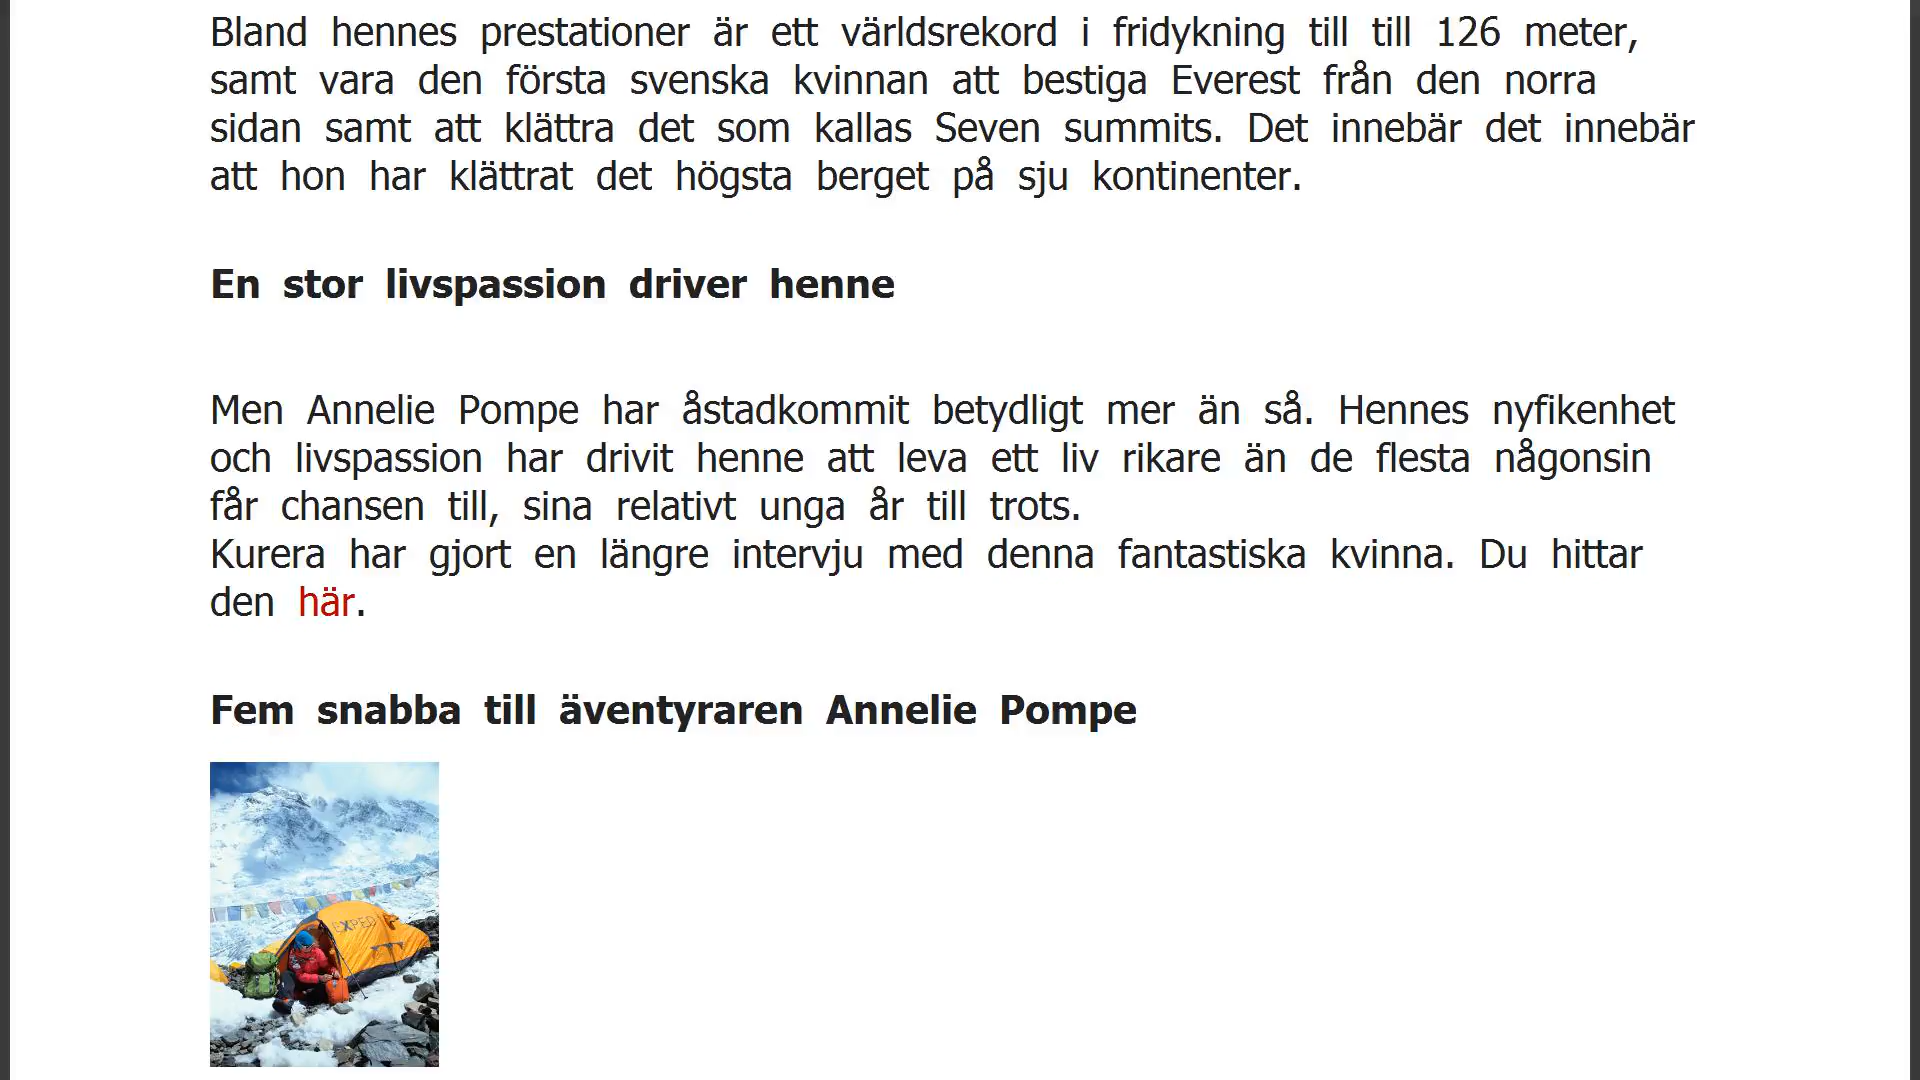 Bland hennes prestationer är ett världsrekord i fridykning till till 126 meter,
samt vara den första svenska kvinnan att bestiga Everest från den norra
sidan samt att klättra det som kallas Seven summits. Det innebär det innebär
att hon har klättrat det högsta berget på sju kontinenter.
En stor livspassion driver henne
Men Annelie Pompe har åstadkommit betydligt mer än så. Hennes nyfikenhet
och livspassion har drivit henne att leva ett liv rikare än de flesta någonsin
får chansen till, sina relativt unga år till trots.
Kurera har gjort en längre intervju med denna fantastiska kvinna. Du hittar
den här.
Fem snabba till äventyraren Annelie Pompe
EXPED